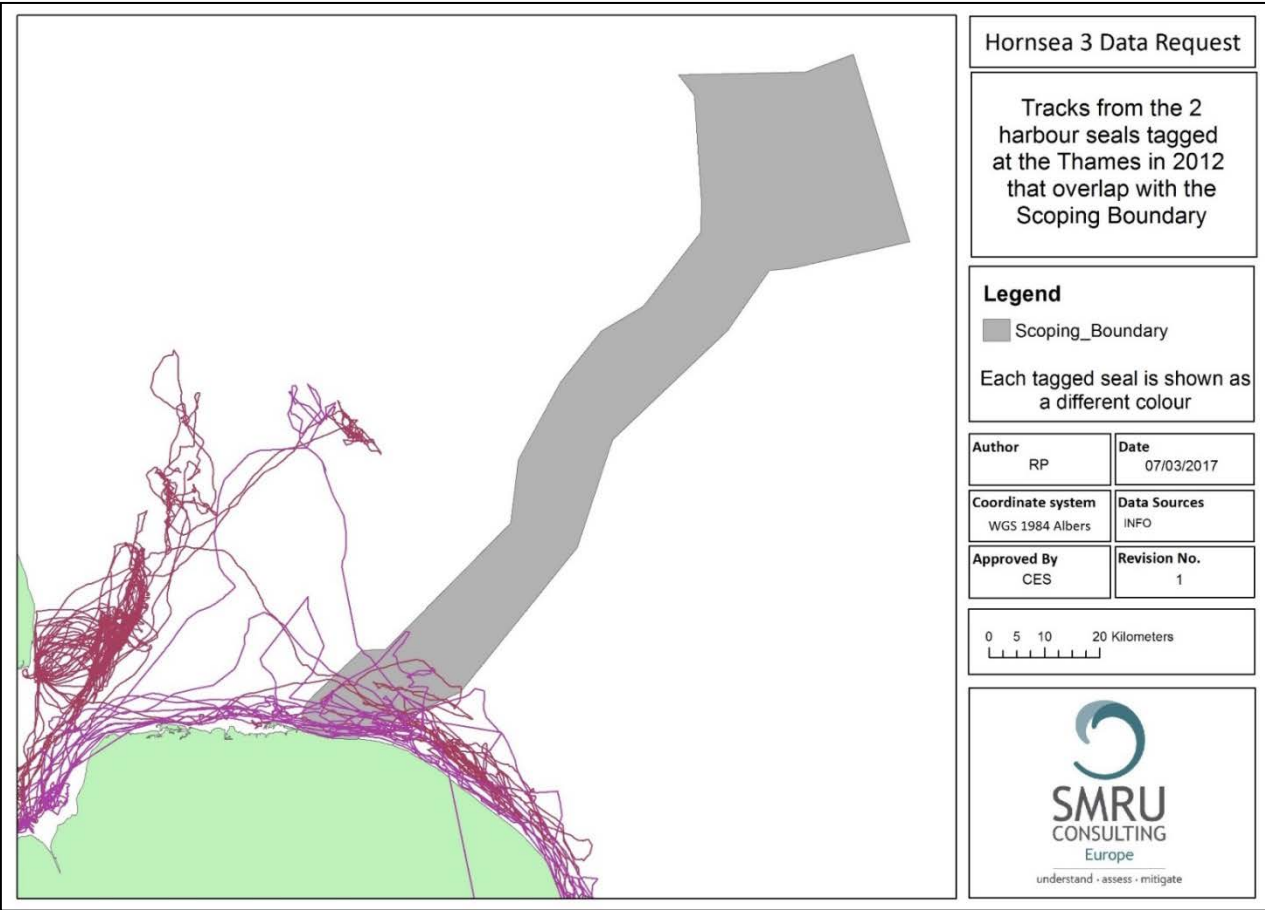 Hornsea 3 Data Request
Tracks from the 2
harbour seals tagged
at the Thames in 2012
that overlap with the
Scoping Boundary
Legend
Scoping_Boundary
Each tagged seal is shown as
a different colour
Author
RP
Date
07/03/2017
Coordinate system
WGS 1984 Albers
Data Sources
INFO
Approved By
CES
Revision No.
1
0 5 10 20 Kilometers
SMRU
CONSULTING
Europe
understand • assess • mitigate